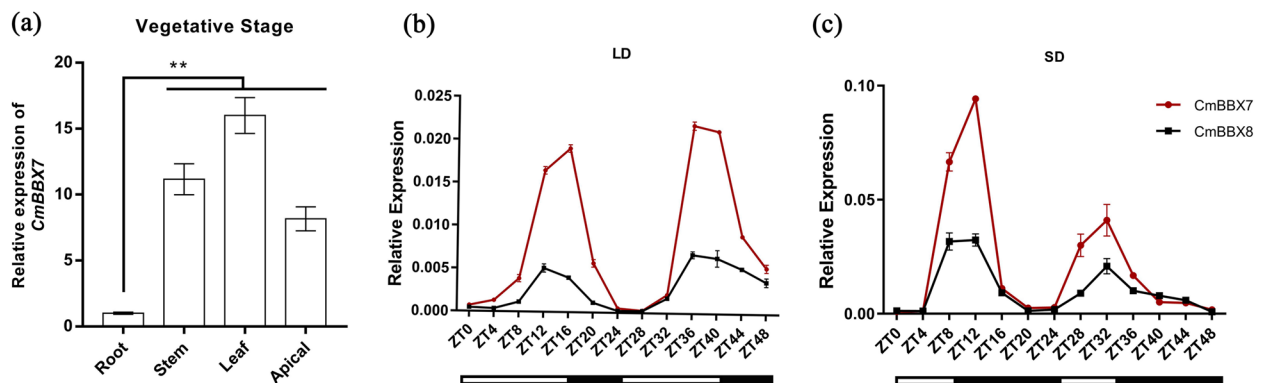 (a)
Vegetative Stage
Relative expression of
CmBBX7
20
15
10
5
0
**
Root
Stem
Leaf
Apical
(b)
LD
Relative Expression
0.025
0.020
0.015
0.010
0.005
0.000
ZT0
ZT4
ZT8
ZT12
ZT16
ZT20
ZT24
ZT28
ZT32
ZT36
ZT40
ZT44
ZT48
(c)
SD
Relative Expression
0.10
0.05
0.00
ZT0
ZT4
ZT8
ZT12
ZT16
ZT20
ZT24
ZT28
ZT32
ZT36
ZT40
ZT44
ZT48
CmBBX7
CmBBX8